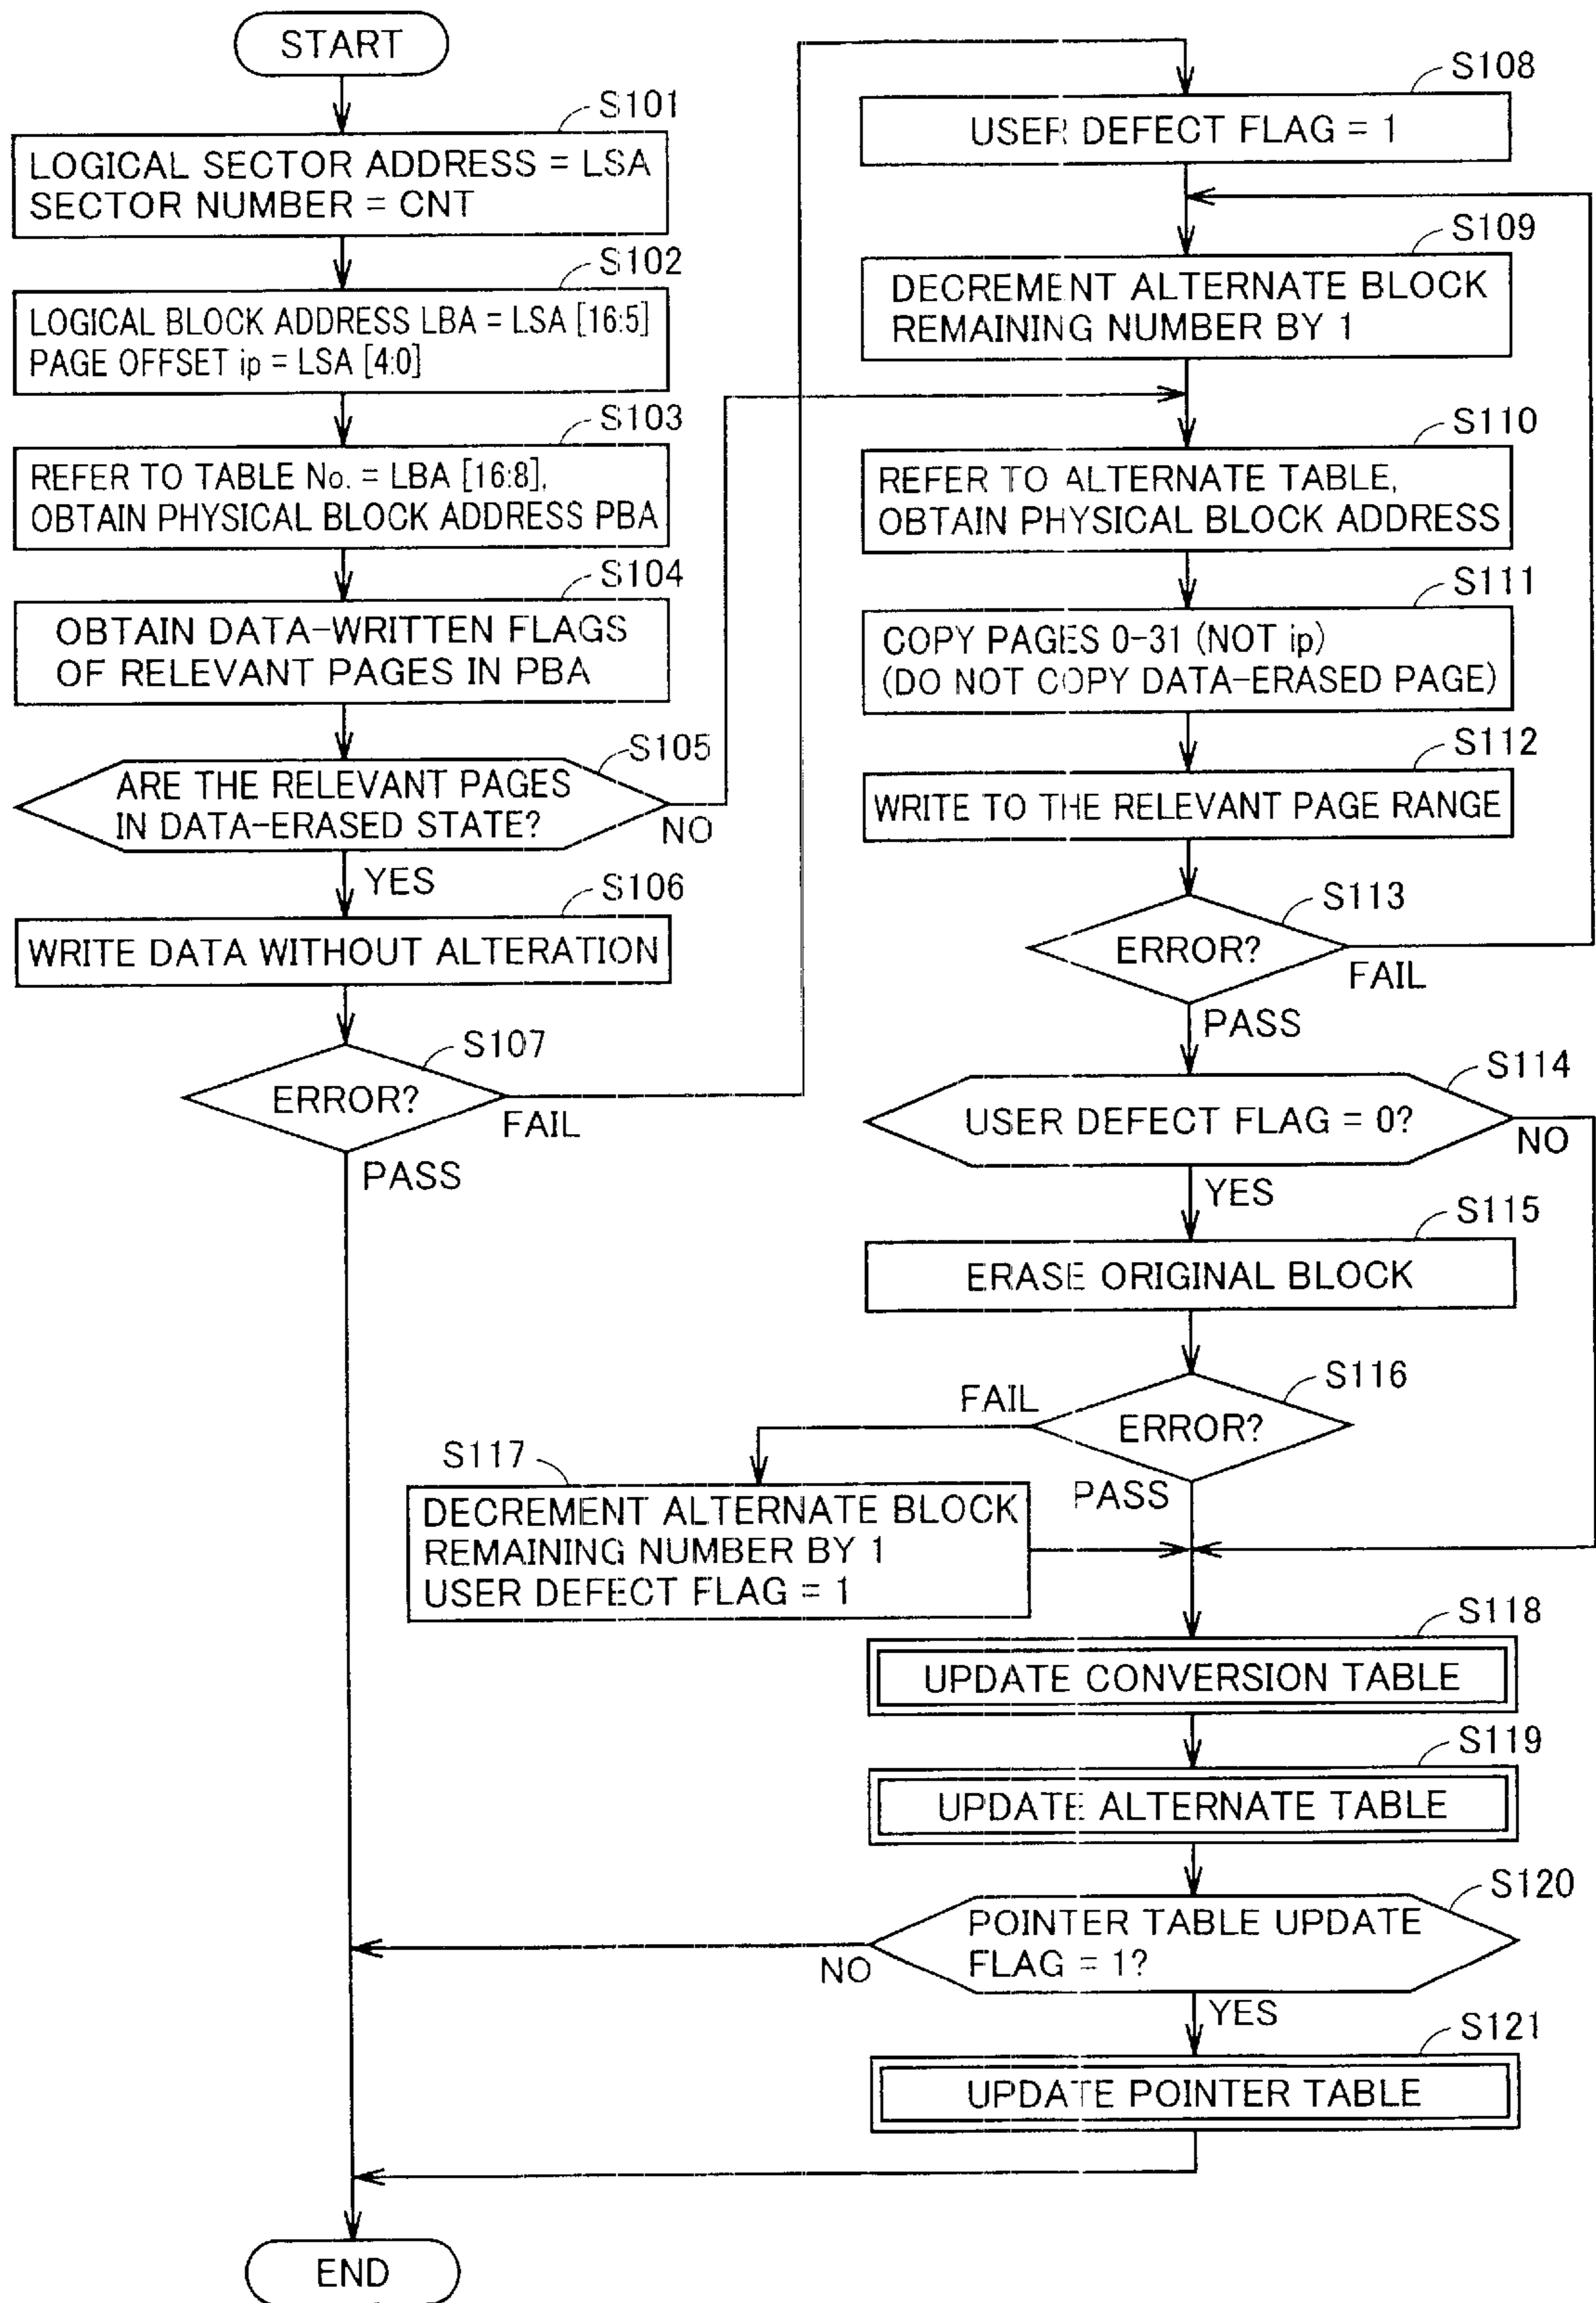 START
S101
LOGICAL SECTOR ADDRESS = LSA
SECTOR NUMBER = CNT
S102
LOGICAL BLOCK ADDRESS LBA = LSA [16:5]
PAGE OFFSET ip = LSA [4:0]
S103
REFER TO TABLE No. = LBA [16:8],
OBTAIN PHYSICAL BLOCK ADDRESS PBA
S104
OBTAIN DATA-WRITTEN FLAGS
OF RELEVANT PAGES IN PBA
S105
ARE THE RELEVANT PAGES
IN DATA-ERASED STATE?
NO
YES
S106
WRITE DATA WITHOUT ALTERATION
S107
ERROR?
FAIL
PASS
S108
USER DEFECT FLAG = 1
S109
DECREMENT ALTERNATE BLOCK
REMAINING NUMBER BY 1
S110
REFER TO ALTERNATE TABLE,
OBTAIN PHYSICAL BLOCK ADDRESS
S111
COPY PAGES 0-31 (NOT ip)
(DO NOT COPY DATA-ERASED PAGE)
S112
WRITE TO THE RELEVANT PAGE RANGE
S113
ERROR?
FAIL
PASS
S114
USER DEFECT FLAG = 0?
NO
YES
S115
ERASE ORIGINAL BLOCK
S116
FAIL
ERROR?
PASS
S117
DECREMENT ALTERNATE BLOCK
REMAINING NUMBER BY 1
USER DEFECT FLAG = 1
S118
UPDATE CONVERSION TABLE
S119
UPDATE ALTERNATE TABLE
S120
POINTER TABLE UPDATE
FLAG = 1?
NO
YES
S121
UPDATE POINTER TABLE
END